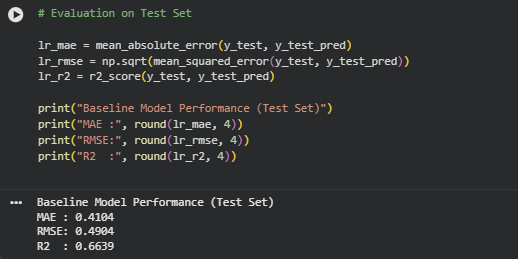 # Evaluation on Test Set
lr_mae = mean_absolute_error(y_test, y_test_pred)
lr_rmse = np.sqrt(mean_squared_error(y_test, y_test_pred))
lr_r2 = r2_score(y_test, y_test_pred)
print("Baseline Model Performance (Test Set)")
print("MAE :", round(lr_mae, 4))
print("RMSE:", round(lr_rmse, 4))
print("R2  :", round(lr_r2, 4))
Baseline Model Performance (Test Set)
MAE : 0.4104
RMSE: 0.4904
R2  : 0.6639